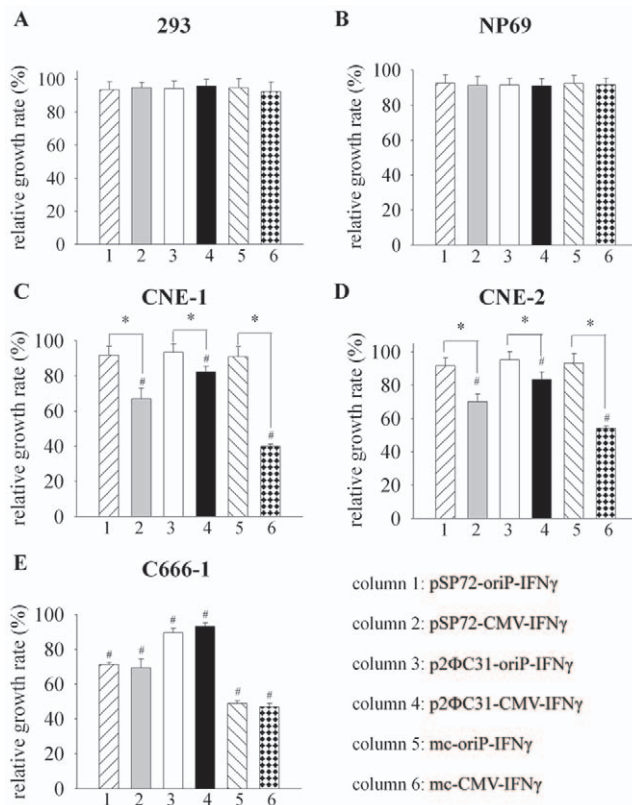 A
293
relative growth rate (%)
100
80
60
40
20
0
1 2 3 4 5 6
B
NP69
relative growth rate (%)
100
80
60
40
20
0
1 2 3 4 5 6
C
CNE-1
relative growth rate (%)
100
80
60
40
20
0
* * *
# # #
1 2 3 4 5 6
D
CNE-2
relative growth rate (%)
100
80
60
40
20
0
* * *
# # #
1 2 3 4 5 6
E
C666-1
relative growth rate (%)
100
80
60
40
20
0
# # # # # #
1 2 3 4 5 6
column 1: pSP72-oriP-IFNγ
column 2: pSP72-CMV-IFNγ
column 3: p2ΦC31-oriP-IFNγ
column 4: p2ΦC31-CMV-IFNγ
column 5: mc-oriP-IFNγ
column 6: mc-CMV-IFNγ